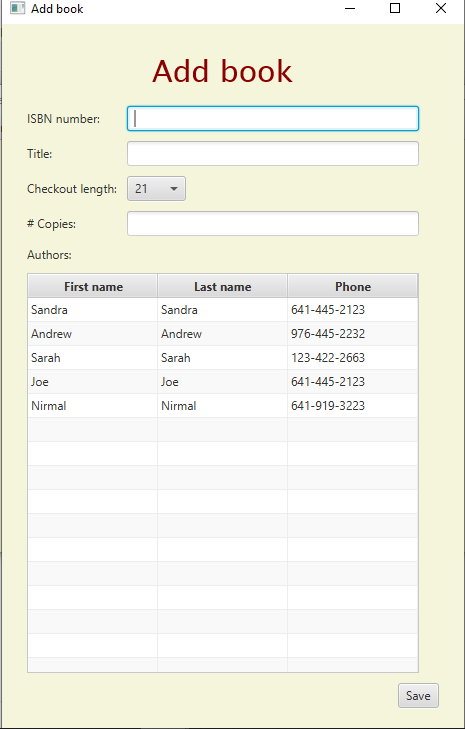 Add book
Add book
ISBN number:
Title:
Checkout length: 21
# Copies:
Authors:
First name Last name Phone
Sandra Sandra 641-445-2123
Andrew Andrew 976-445-2232
Sarah Sarah 123-422-2663
Joe Joe 641-445-2123
Nirmal Nirmal 641-919-3223
Save